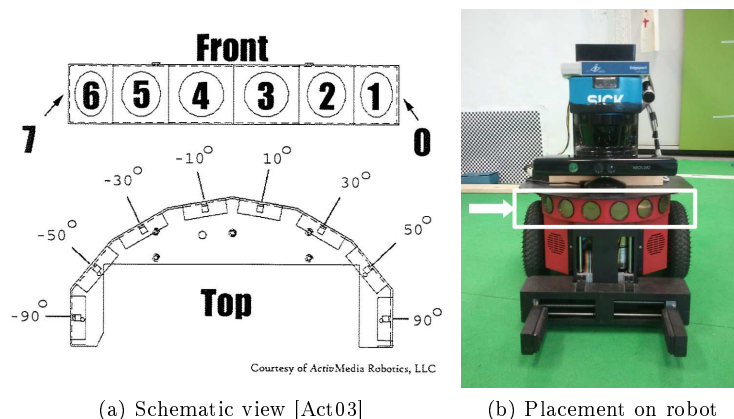 Front
6 5 4 3 2 1
7 0
-10° 10°
-30° 30°
-50° 50°
Top
-90° 90°
Courtesy of ActivMedia Robotics, LLC
SICK
(a) Schematic view [Act03]
(b) Placement on robot